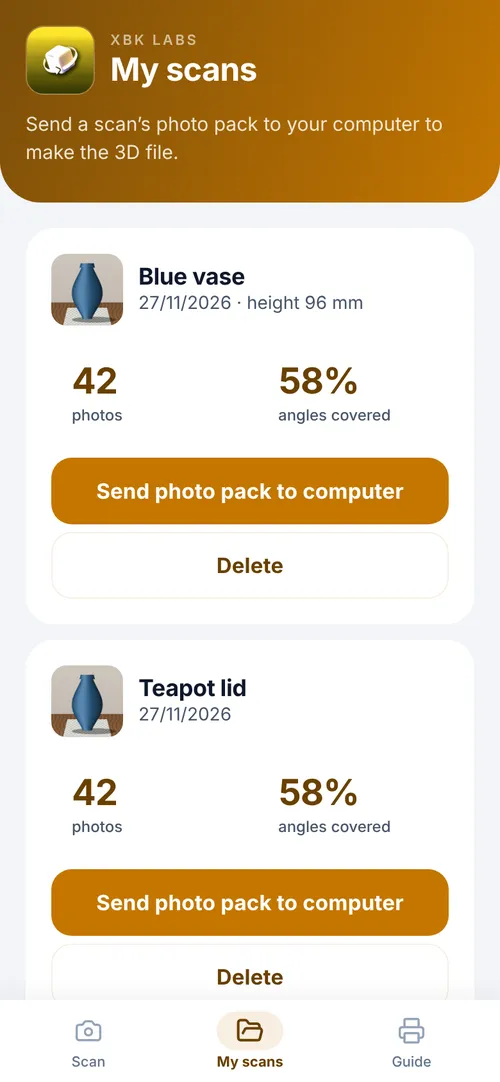 XBK LABS
My scans
Send a scan’s photo pack to your computer to
make the 3D file.
Blue vase
27/11/2026 · height 96 mm
42
58%
photos
angles covered
Send photo pack to computer
Delete
Teapot lid
27/11/2026
42
58%
photos
angles covered
Send photo pack to computer
Delete
Scan
My scans
Guide